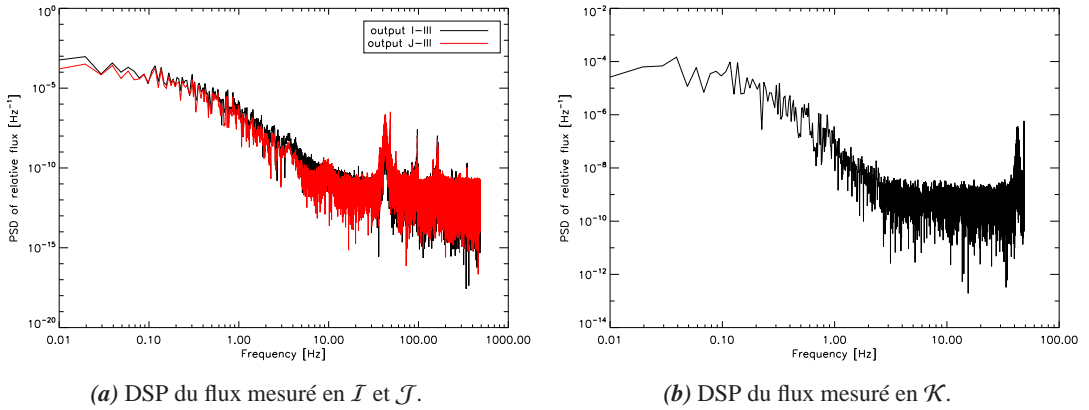 10^0
10^-5
10^-10
10^-15
10^-20
PSD of relative flux [Hz^-1]
output I-III
output J-III
0.01 0.10 1.00 10.00 100.00 1000.00
Frequency [Hz]
(a) DSP du flux mesuré en I et J.
10^-2
10^-4
10^-6
10^-8
10^-10
10^-12
10^-14
PSD of relative flux [Hz^-1]
0.01 0.10 1.00 10.00 100.00
Frequency [Hz]
(b) DSP du flux mesuré en K.